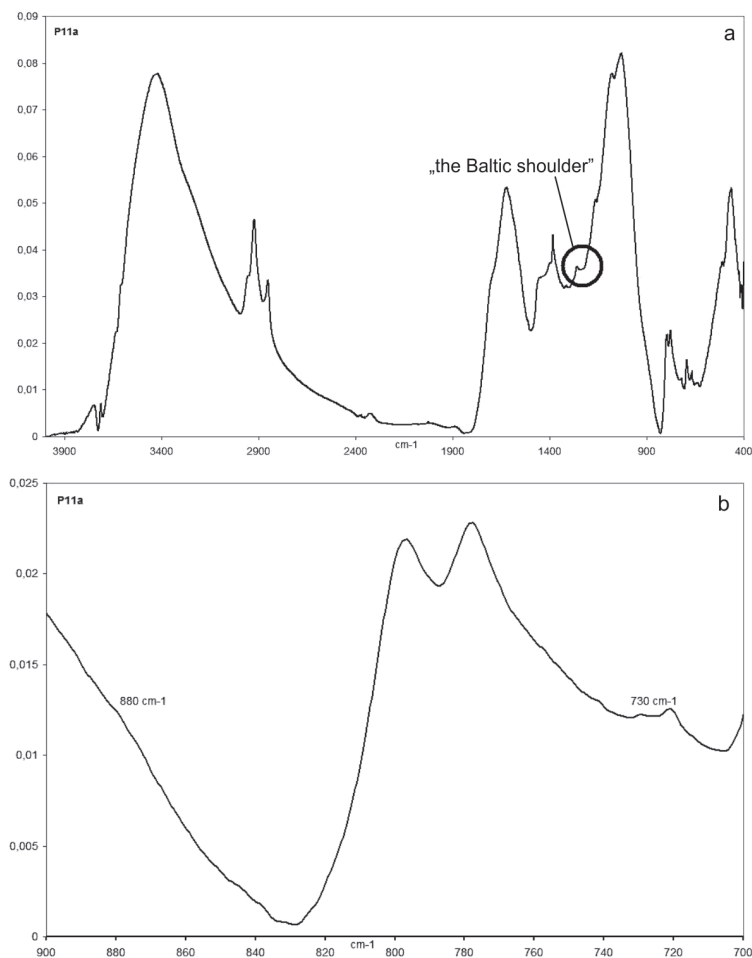 P11a
a
0,09
0,08
0,07
0,06
0,05
0,04
0,03
0,02
0,01
0
„the Baltic shoulder”
3900 3400 2900 2400 1900 1400 900 400
cm-1
P11a
b
0,025
0,02
0,015
0,01
0,005
0
880 cm-1
730 cm-1
900 880 860 840 820 800 780 760 740 720 700
cm-1